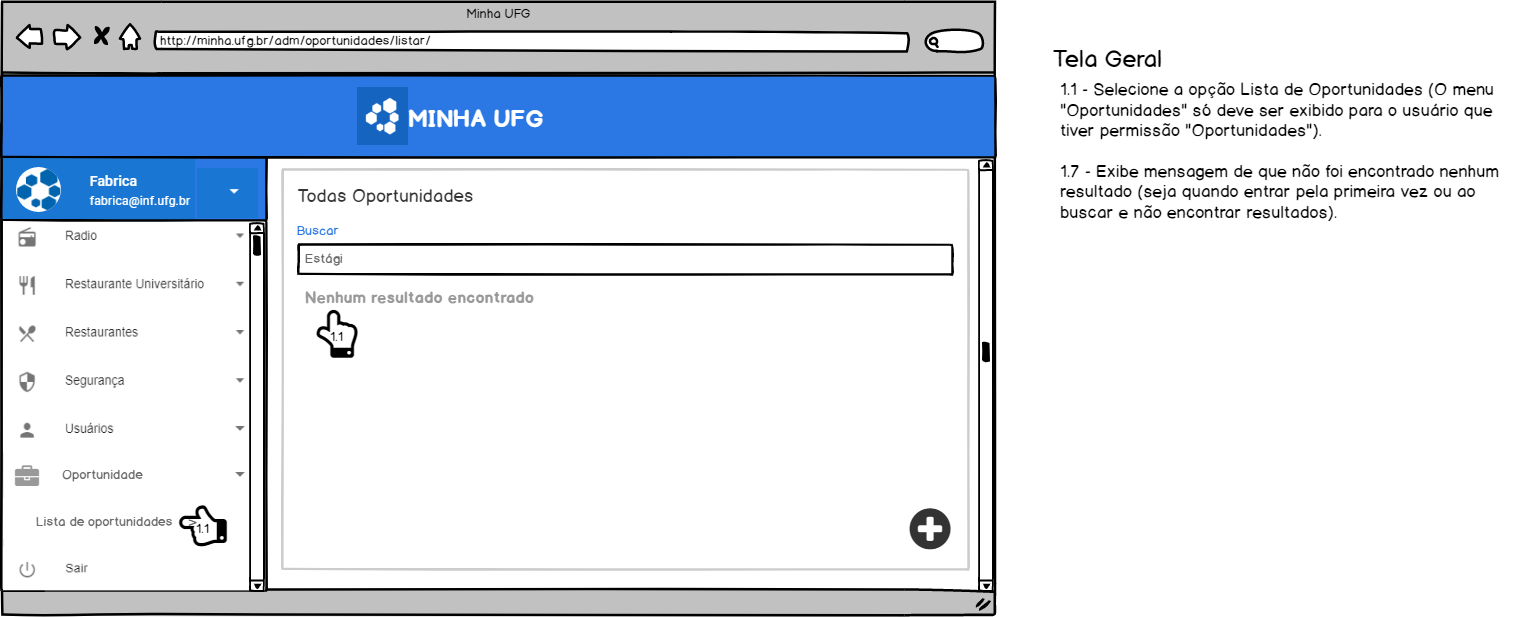 Minha UFG
http://minha.ufg.br/adm/oportunidades/listar/
MINHA UFG
Fabrica
fabrica@inf.ufg.br
Radio
Restaurante Universitário
Restaurantes
Segurança
Usuários
Oportunidade
Lista de oportunidades >
1.1
Sair
Todas Oportunidades
Buscar
Estági
Nenhum resultado encontrado
1.1
Tela Geral
1.1 - Selecione a opção Lista de Oportunidades (O menu
"Oportunidades" só deve ser exibido para o usuário que
tiver permissão "Oportunidades").
1.7 - Exibe mensagem de que não foi encontrado nenhum
resultado (seja quando entrar pela primeira vez ou ao
buscar e não encontrar resultados).